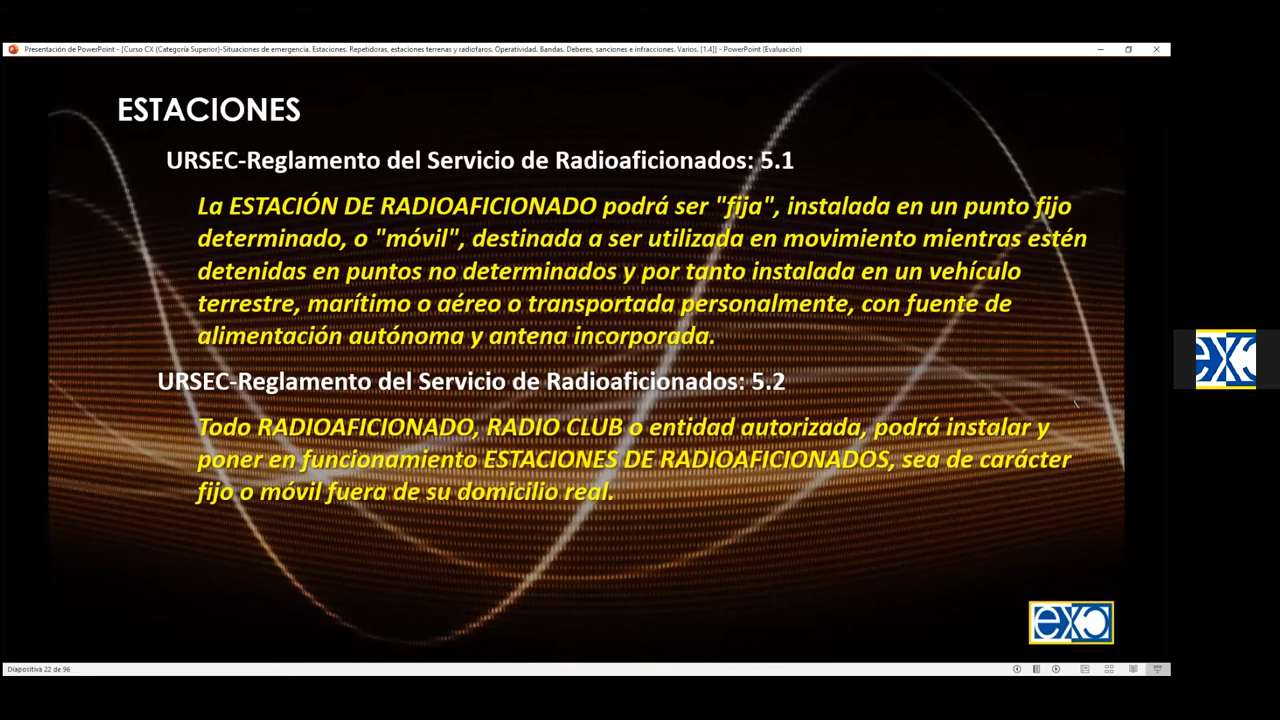 Presentación de PowerPoint - [Curso CX (Categoría Superior)-Situaciones de emergencia. Estaciones. Repetidoras, estaciones terrenas y radiofaros. Operatividad. Bandas. Deberes, sanciones e infracciones. Varios. [1.4]] - PowerPoint (Evaluación)
ESTACIONES
URSEC-Reglamento del Servicio de Radioaficionados: 5.1
La ESTACIÓN DE RADIOAFICIONADO podrá ser "fija", instalada en un punto fijo
determinado, o "móvil", destinada a ser utilizada en movimiento mientras estén
detenidas en puntos no determinados y por tanto instalada en un vehículo
terrestre, marítimo o aéreo o transportada personalmente, con fuente de
alimentación autónoma y antena incorporada.
URSEC-Reglamento del Servicio de Radioaficionados: 5.2
Todo RADIOAFICIONADO, RADIO CLUB o entidad autorizada, podrá instalar y
poner en funcionamiento ESTACIONES DE RADIOAFICIONADOS, sea de carácter
fijo o móvil fuera de su domicilio real.
Diapositiva 22 de 96